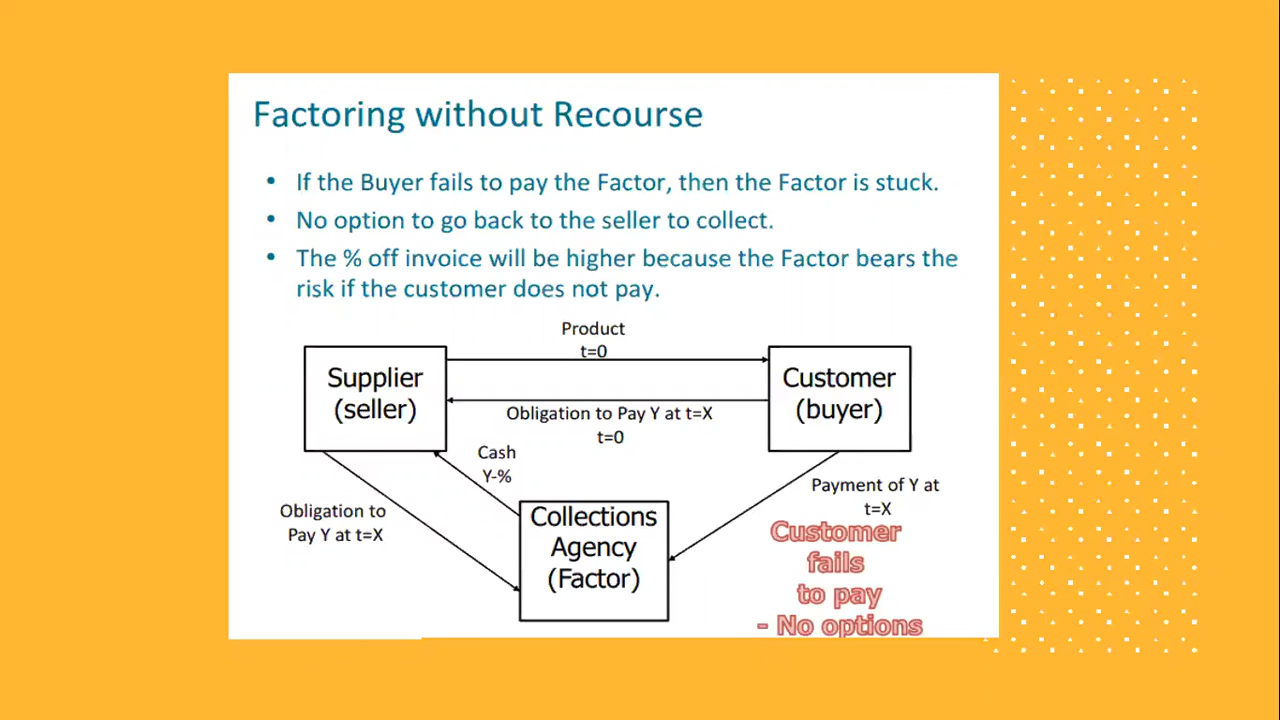 Factoring without Recourse
• If the Buyer fails to pay the Factor, then the Factor is stuck.
• No option to go back to the seller to collect.
• The % off invoice will be higher because the Factor bears the
risk if the customer does not pay.
Product
t=0
Supplier
(seller)
Customer
(buyer)
Obligation to Pay Y at t=X
t=0
Cash
Y-%
Obligation to
Pay Y at t=X
Payment of Y at
t=X
Collections
Agency
(Factor)
Customer
fails
to pay
- No options